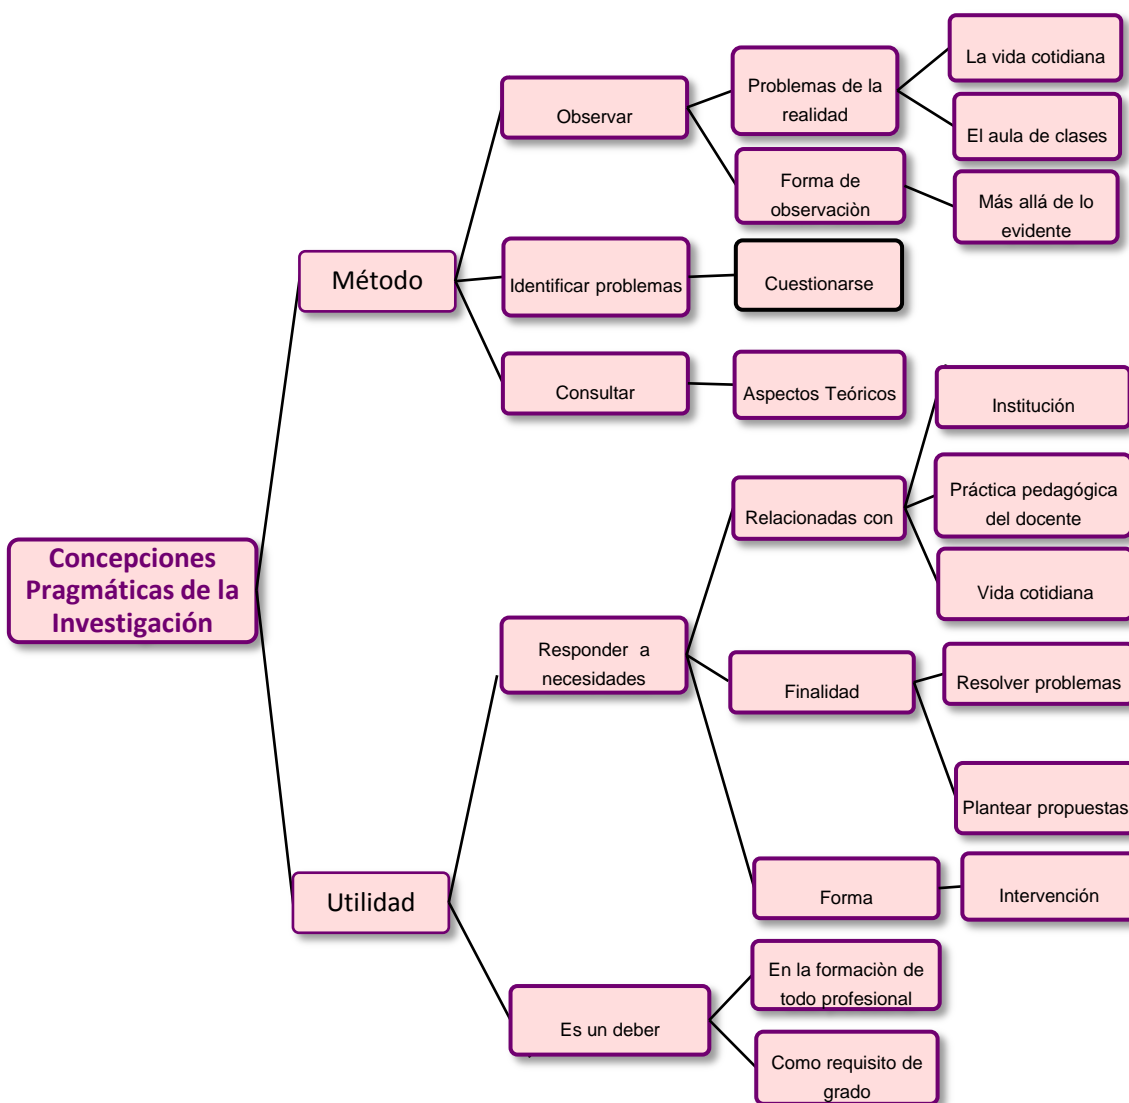 La vida cotidiana
Problemas de la
realidad
Observar
El aula de clases
Forma de
observaciòn
Más allá de lo
evidente
Método
Identificar problemas
Cuestionarse
Consultar
Aspectos Teóricos
Institución
Práctica pedagógica
del docente
Relacionadas con
Concepciones
Pragmáticas de la
Investigación
Vida cotidiana
Responder a
necesidades
Finalidad
Resolver problemas
Plantear propuestas
Utilidad
Forma
Intervención
En la formaciòn de
todo profesional
Es un deber
Como requisito de
grado